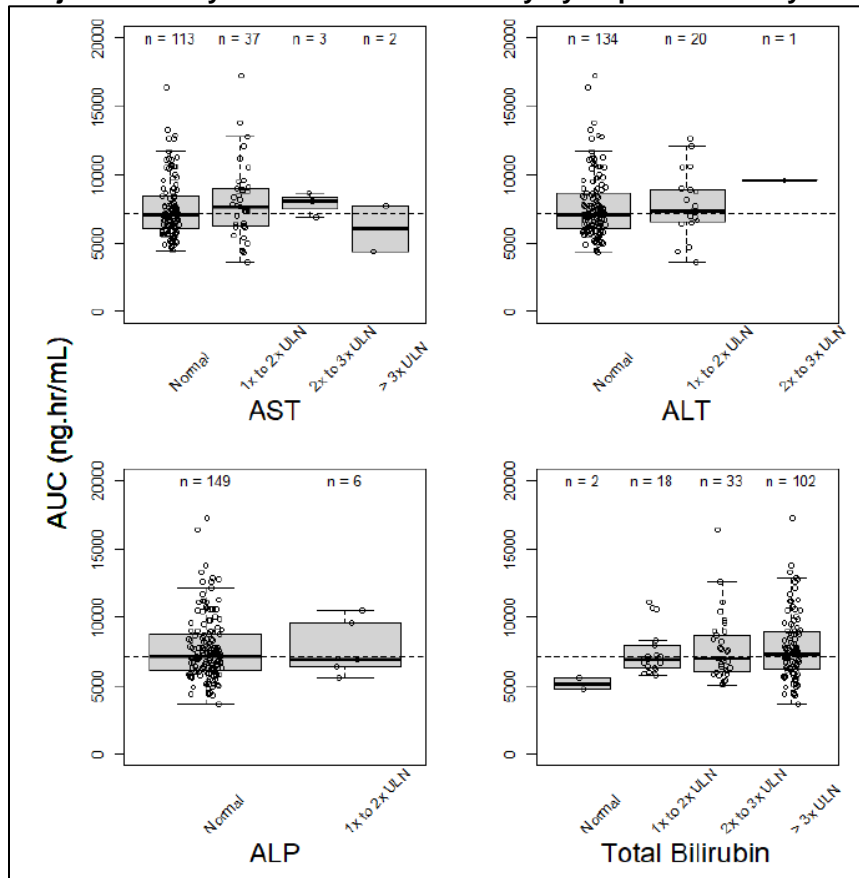 n = 113 n = 37 n = 3 n = 2
20000
15000
10000
5000
0
Normal
1x to 2x ULN
2x to 3x ULN
> 3x ULN
AST
n = 134 n = 20 n = 1
20000
15000
10000
5000
0
Normal
1x to 2x ULN
2x to 3x ULN
ALT
AUC (ng.hr/mL)
n = 149 n = 6
20000
15000
10000
5000
0
Normal
1x to 2x ULN
ALP
n = 2 n = 18 n = 33 n = 102
20000
15000
10000
5000
0
Normal
1x to 2x ULN
2x to 3x ULN
> 3x ULN
Total Bilirubin